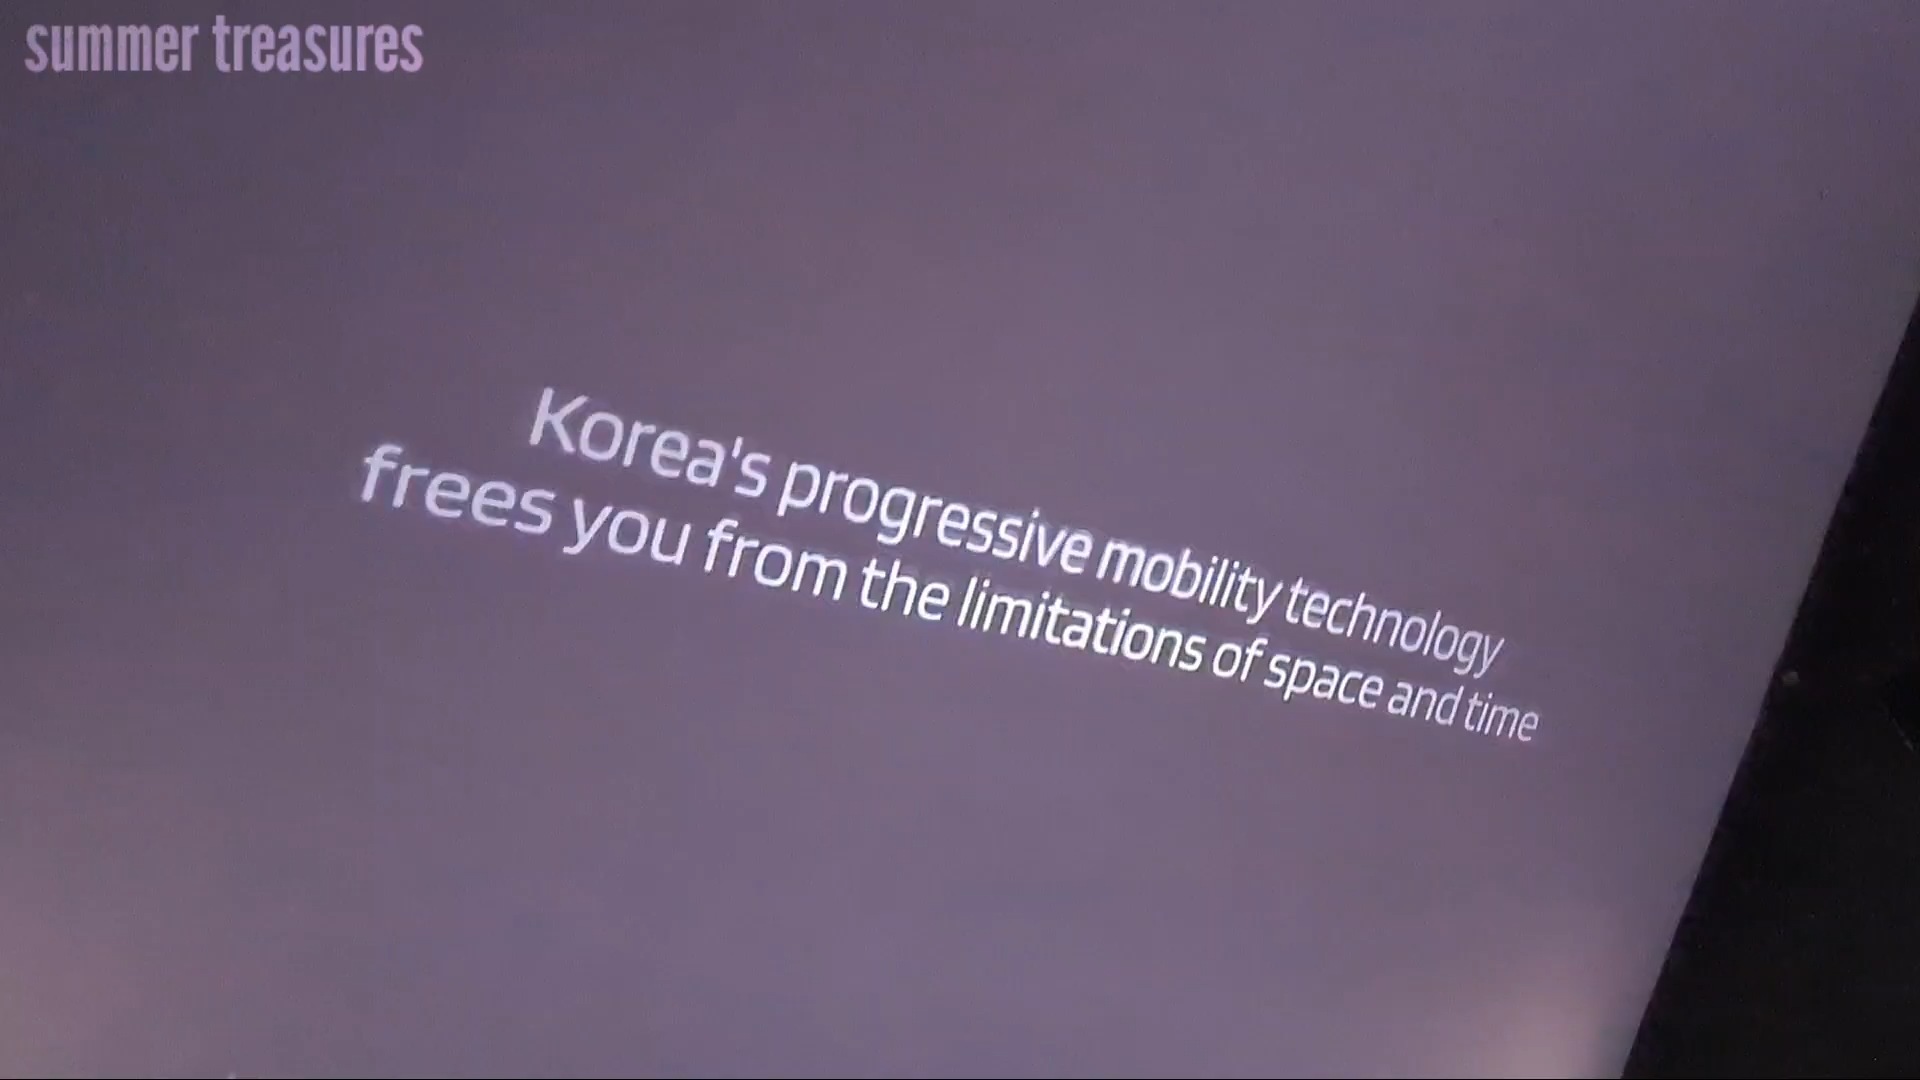 summer treasures
Korea's progressive mobility technology
frees you from the limitations of space and time